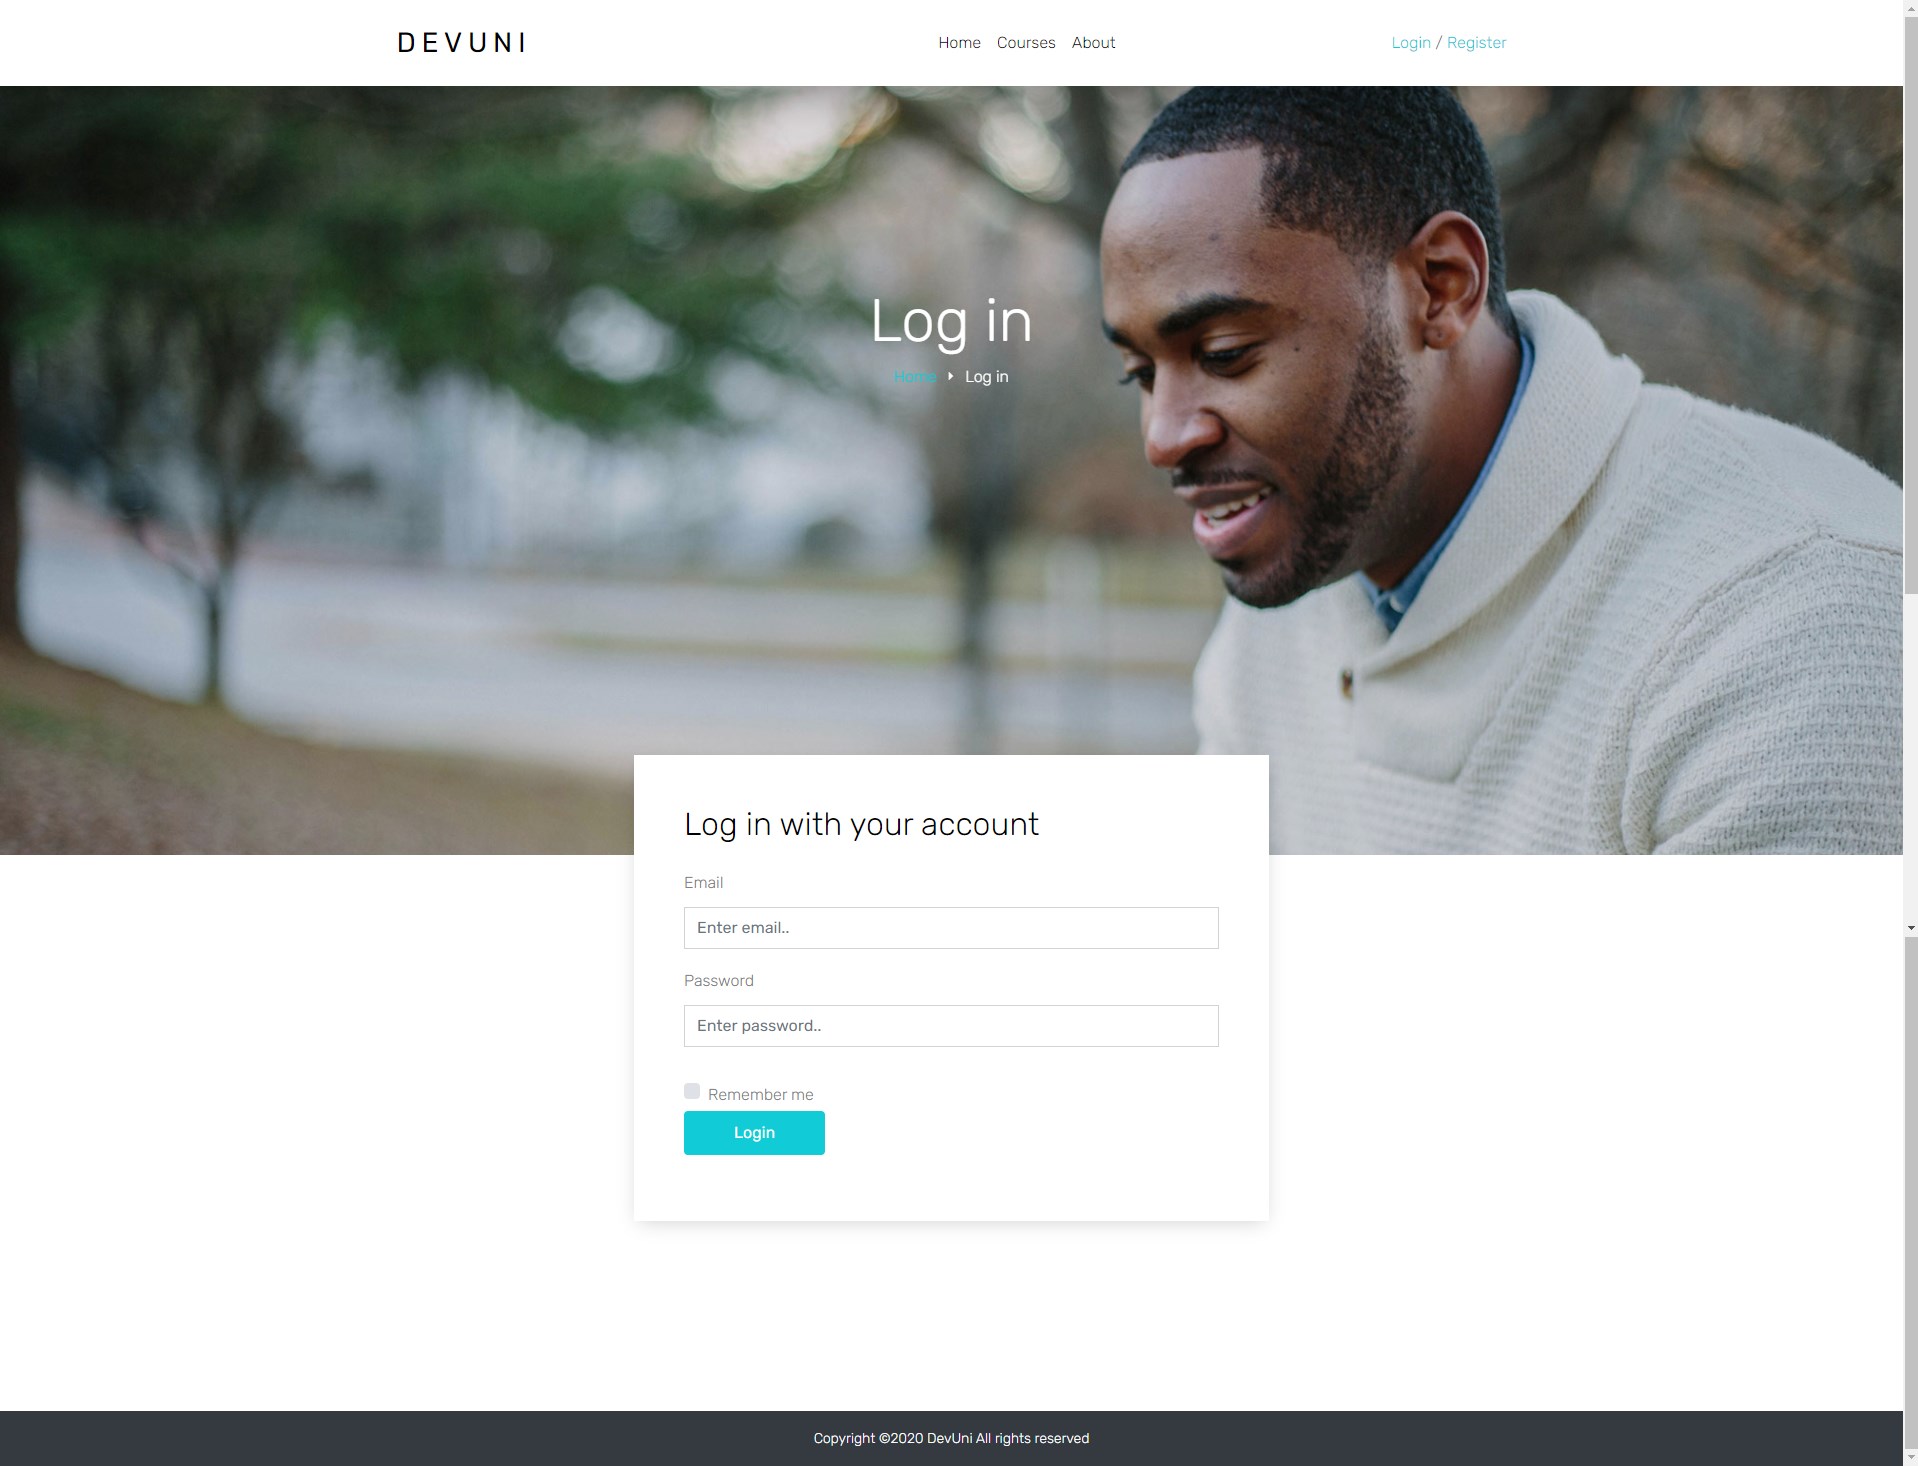 DEVUNI
Home Courses About
Login / Register
Log in
Home Log in
Log in with your account
Email
Enter email..
Password
Enter password..
Remember me
Login
Copyright ©2020 DevUni All rights reserved